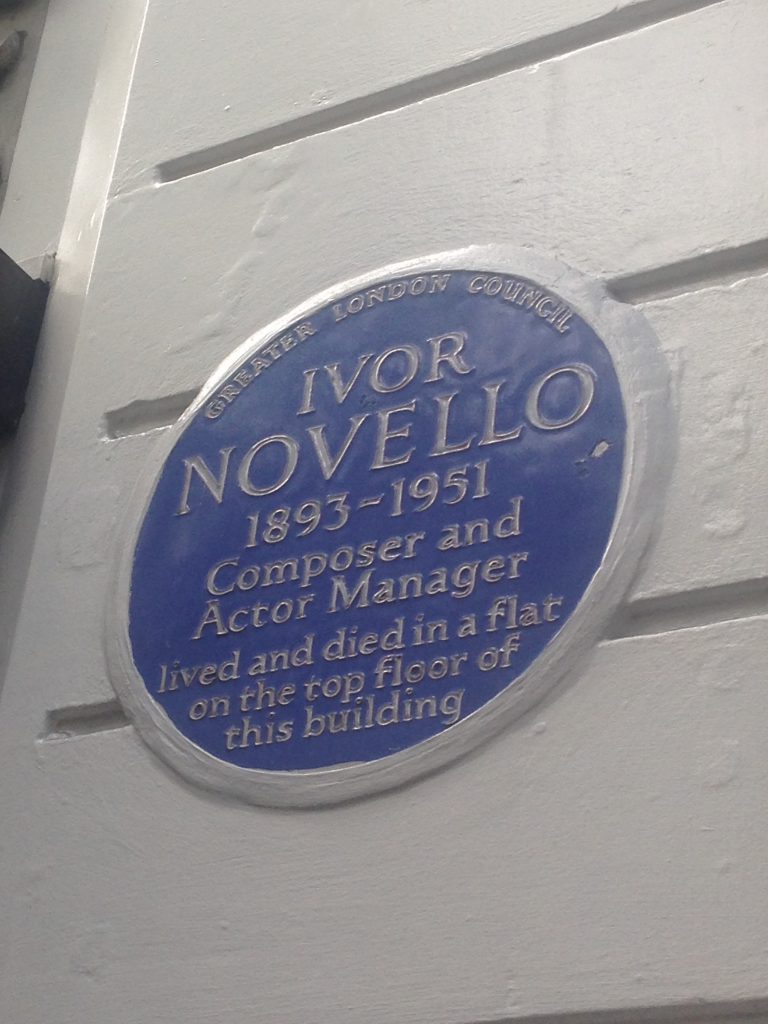 GREATER LONDON COUNCIL
IVOR
NOVELLO
1893-1951
Composer and
Actor Manager
lived and died in a flat
on the top floor of
this building